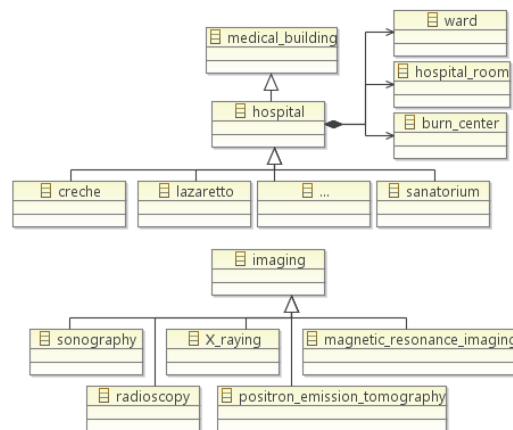 medical_building
ward
hospital_room
hospital
burn_center
creche
lazaretto
...
sanatorium
imaging
sonography
X_raying
magnetic_resonance_imaging
radioscopy
positron_emission_tomography